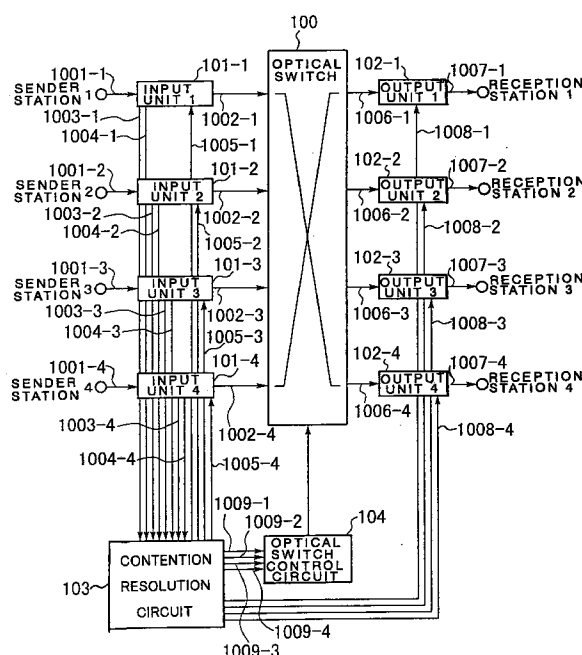 100
101-1
OPTICAL
SWITCH
102-1
1001-1
SENDER
STATION 1
INPUT
UNIT 1
1002-1
1003-1
1004-1
1005-1
OUTPUT
UNIT 1
1006-1
1007-1
RECEPTION
STATION 1
1008-1
1001-2
101-2
SENDER
STATION 2
INPUT
UNIT 2
1002-2
1003-2
1004-2
1005-2
102-2
OUTPUT
UNIT 2
1006-2
1007-2
RECEPTION
STATION 2
1008-2
1001-3
101-3
SENDER
STATION 3
INPUT
UNIT 3
1002-3
1003-3
1004-3
1005-3
102-3
OUTPUT
UNIT 3
1006-3
1007-3
RECEPTION
STATION 3
1008-3
1001-4
101-4
SENDER
STATION 4
INPUT
UNIT 4
1002-4
1003-4
1004-4
1005-4
102-4
OUTPUT
UNIT 4
1006-4
1007-4
RECEPTION
STATION 4
1008-4
1009-1
1009-2
104
OPTICAL
SWITCH
CONTROL
CIRCUIT
103
CONTENTION
RESOLUTION
CIRCUIT
1009-4
1009-3